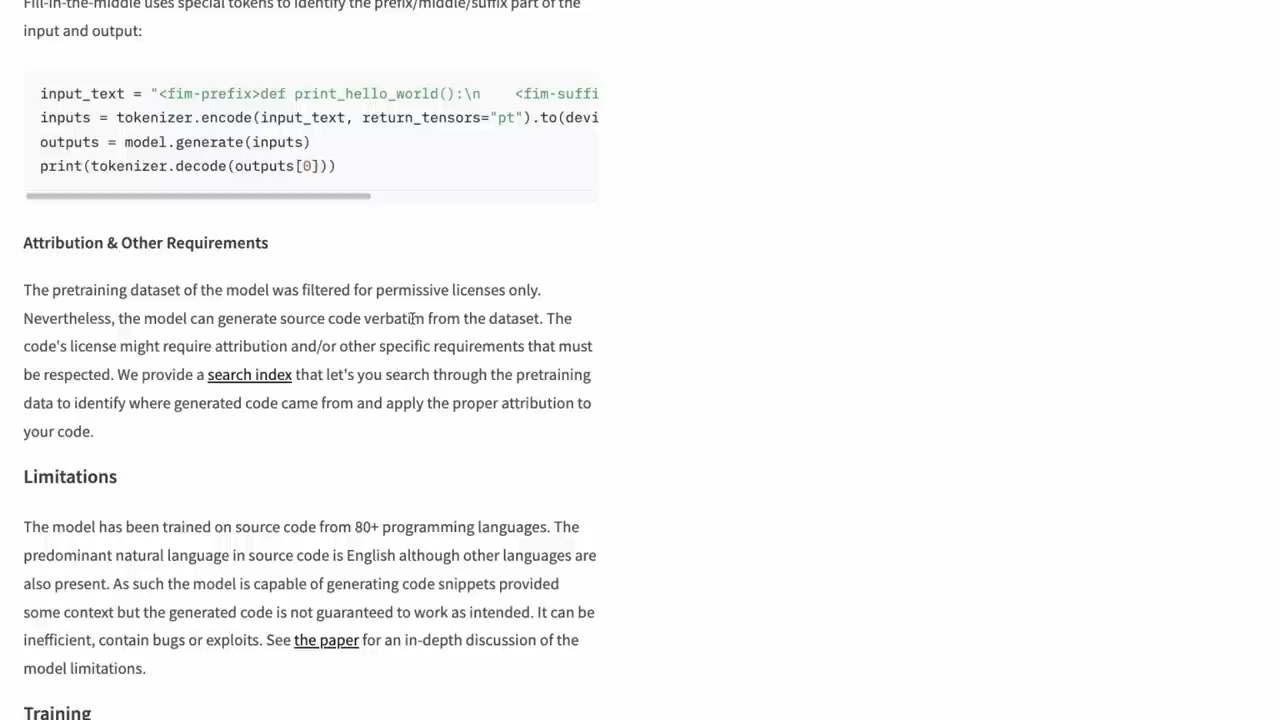 Fill-in-the-middle uses special tokens to identify the prefix/middle/suffix part of the
input and output:
input_text = "<fim-prefix>def print_hello_world():\n    <fim-suffi
inputs = tokenizer.encode(input_text, return_tensors="pt").to(devi
outputs = model.generate(inputs)
print(tokenizer.decode(outputs[0]))
Attribution & Other Requirements
The pretraining dataset of the model was filtered for permissive licenses only.
Nevertheless, the model can generate source code verbatim from the dataset. The
code's license might require attribution and/or other specific requirements that must
be respected. We provide a search index that let's you search through the pretraining
data to identify where generated code came from and apply the proper attribution to
your code.
Limitations
The model has been trained on source code from 80+ programming languages. The
predominant natural language in source code is English although other languages are
also present. As such the model is capable of generating code snippets provided
some context but the generated code is not guaranteed to work as intended. It can be
inefficient, contain bugs or exploits. See the paper for an in-depth discussion of the
model limitations.
Training